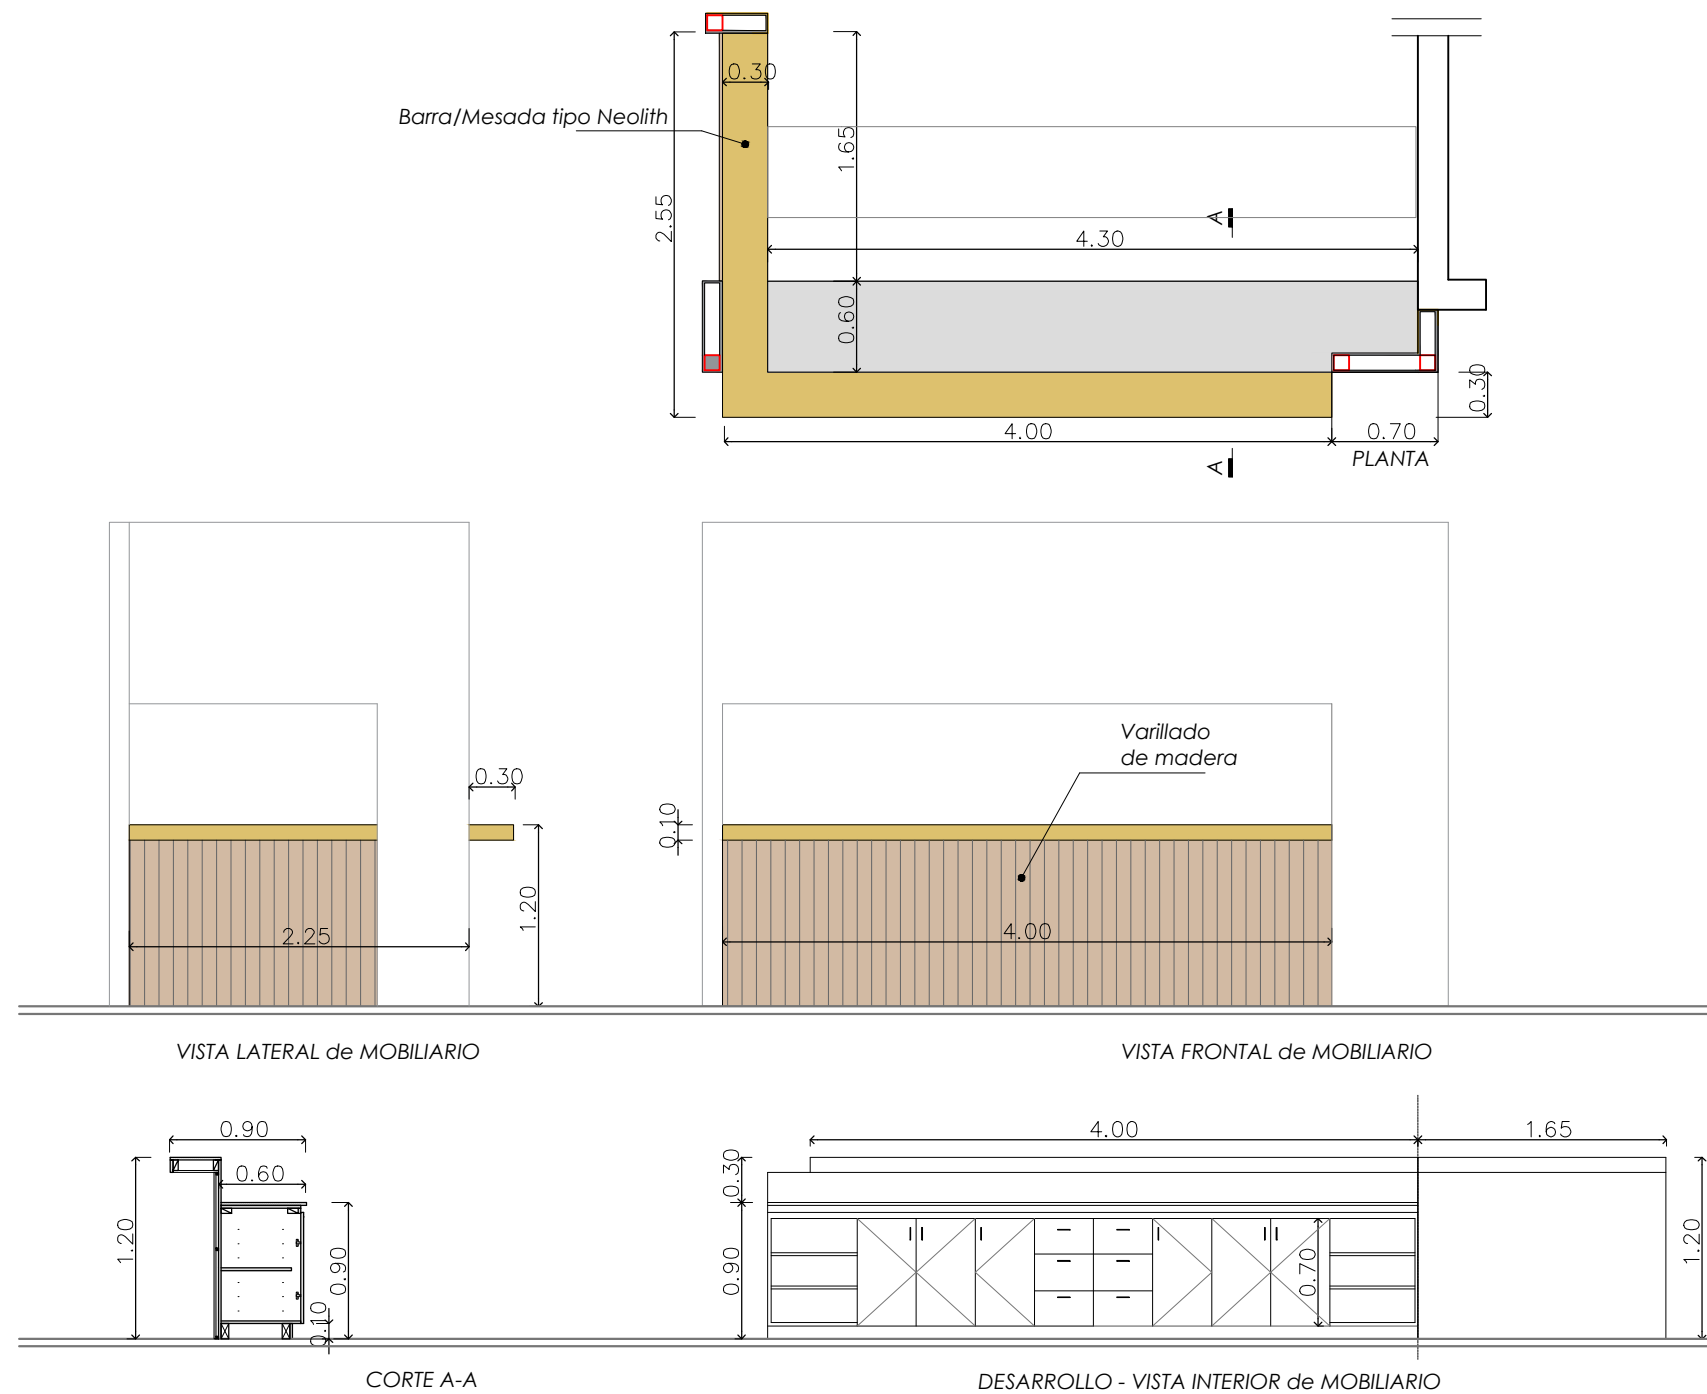 0.30
Barra/Mesada tipo Neolith
1.65
2.55
A
4.30
0.60
0.30
4.00
0.70
A
PLANTA
Varillado
de madera
0.30
0.10
1.20
2.25
4.00
VISTA LATERAL de MOBILIARIO
VISTA FRONTAL de MOBILIARIO
0.90
4.00
1.65
0.60
0.30
1.20
0.90
0.90
0.70
1.20
0.10
CORTE A-A
DESARROLLO - VISTA INTERIOR de MOBILIARIO